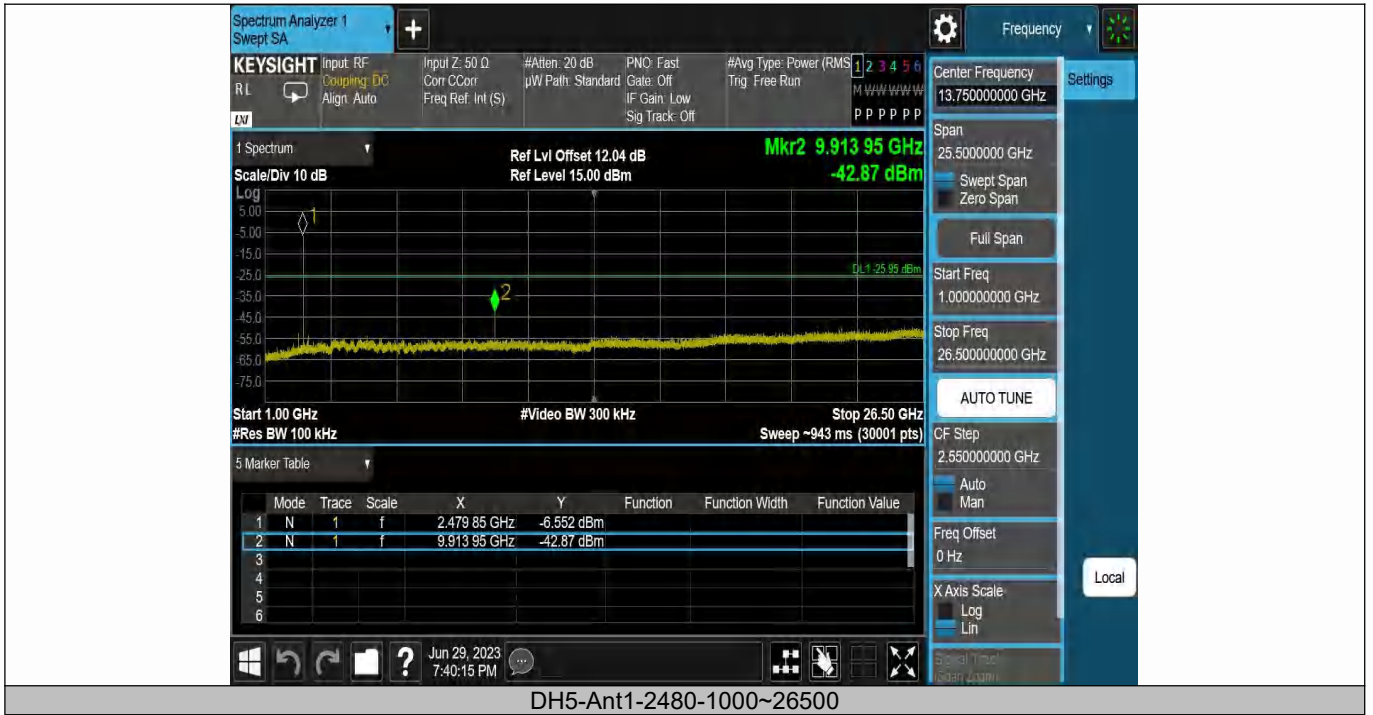 Spectrum Analyzer 1
Swept SA
+
Frequency
KEYSIGHT
Input: RF
Coupling: DC
Align: Auto
Input Z: 50 Ω
Corr CCorr
Freq Ref: Int (S)
#Atten: 20 dB
µW Path: Standard
PNO: Fast
Gate: Off
IF Gain: Low
Sig Track: Off
#Avg Type: Power (RMS
Trig: Free Run
1 2 3 4 5 6
M W W W W W
P P P P P P
R L
LXI
Center Frequency
13.750000000 GHz
Settings
Span
25.5000000 GHz
Swept Span
Zero Span
Full Span
Start Freq
1.000000000 GHz
Stop Freq
26.500000000 GHz
AUTO TUNE
CF Step
2.550000000 GHz
Auto
Man
Freq Offset
0 Hz
X Axis Scale
Log
Lin
Signal Track
(Span Zoom)
Local
1 Spectrum
Scale/Div 10 dB
Ref Lvl Offset 12.04 dB
Ref Level 15.00 dBm
Mkr2 9.913 95 GHz
-42.87 dBm
Log
5.00
-5.00
-15.0
-25.0
-35.0
-45.0
-55.0
-65.0
-75.0
1
2
DL1 -25.95 dBm
Start 1.00 GHz
#Res BW 100 kHz
#Video BW 300 kHz
Stop 26.50 GHz
Sweep ~943 ms (30001 pts)
5 Marker Table
Mode Trace Scale X Y Function Function Width Function Value
1 N 1 f 2.479 85 GHz -6.552 dBm
2 N 1 f 9.913 95 GHz -42.87 dBm
3
4
5
6
?
Jun 29, 2023
7:40:15 PM
DH5-Ant1-2480-1000~26500